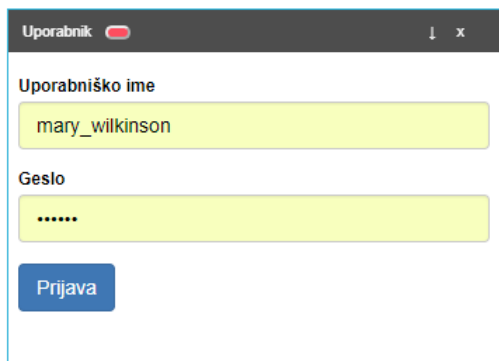 Uporabnik ↓ x
Uporabniško ime
mary_wilkinson
Geslo
••••••
Prijava